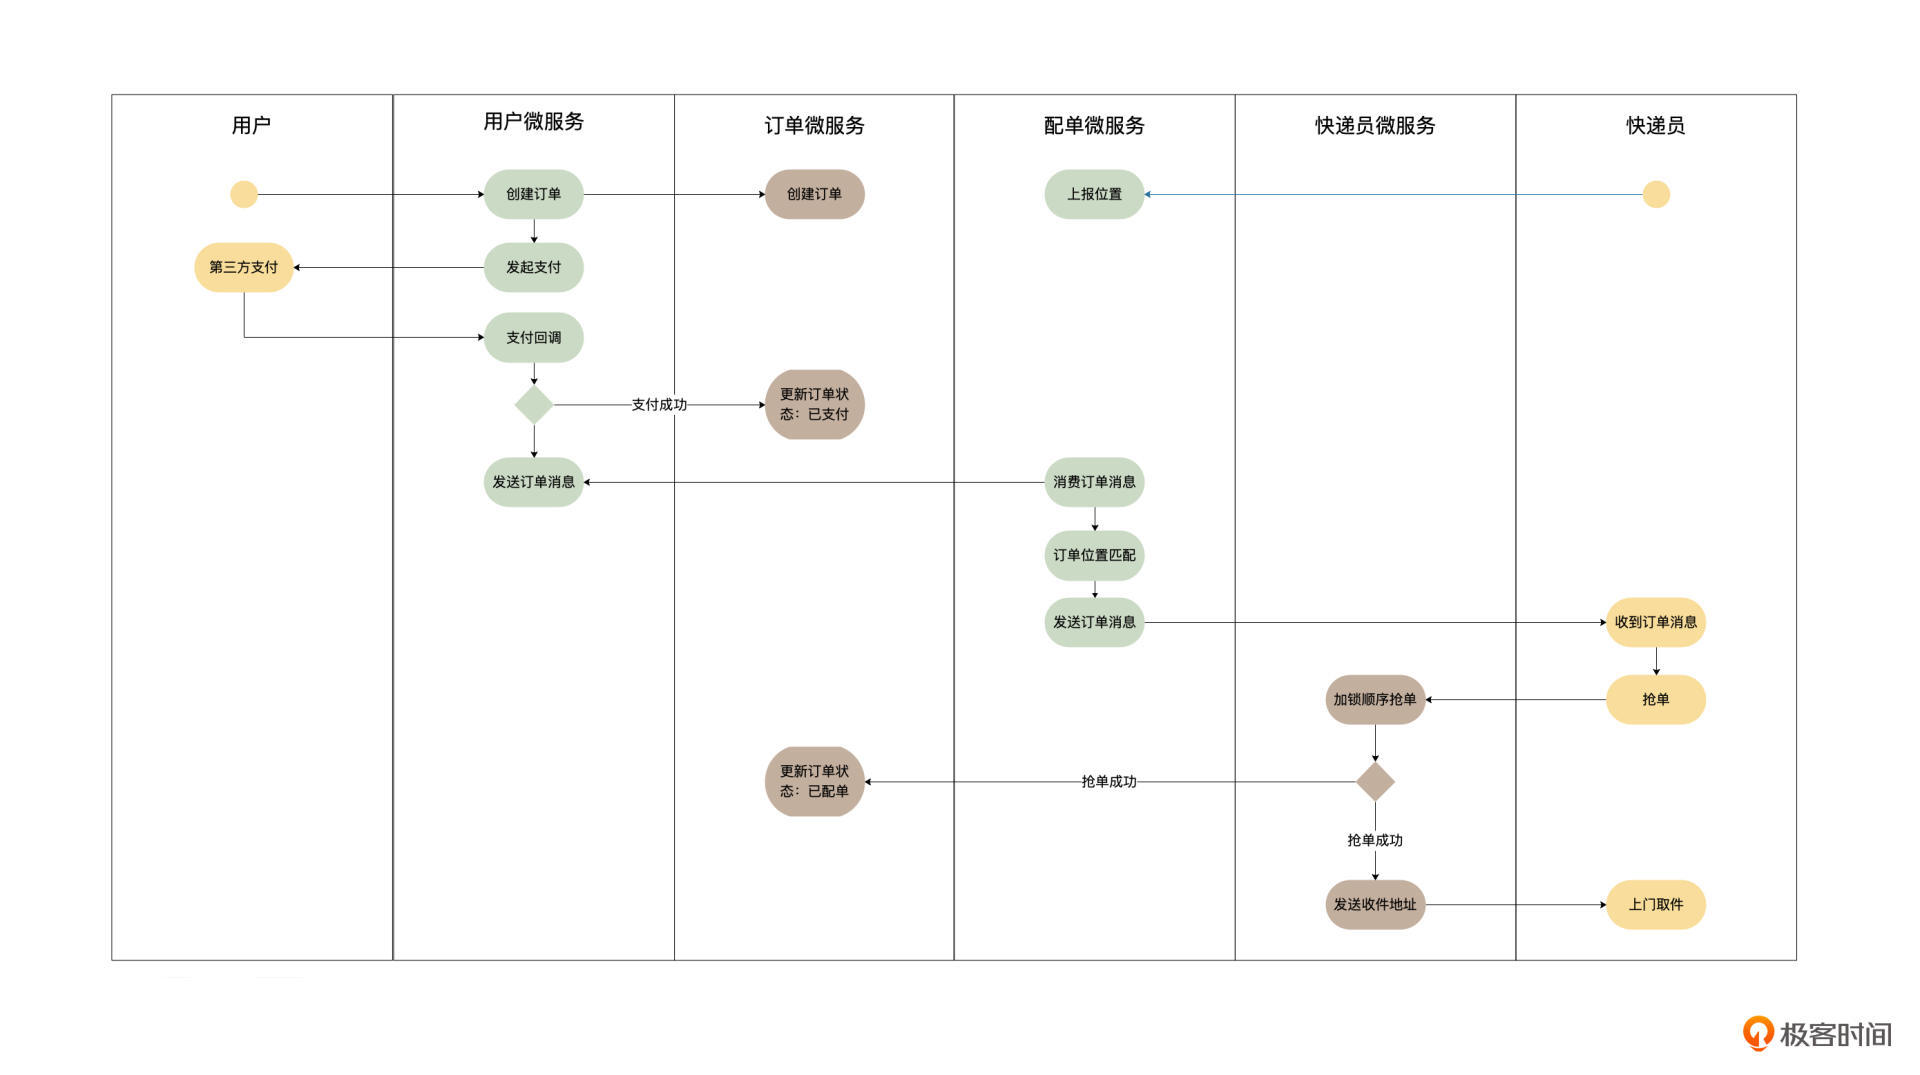 用户
用户微服务
订单微服务
配单微服务
快递员微服务
快递员
创建订单
创建订单
上报位置
第三方支付
发起支付
支付回调
支付成功
更新订单状
态：已支付
发送订单消息
消费订单消息
订单位置匹配
发送订单消息
收到订单消息
加锁顺序抢单
抢单
更新订单状
态：已配单
抢单成功
抢单成功
发送收件地址
上门取件
极客时间